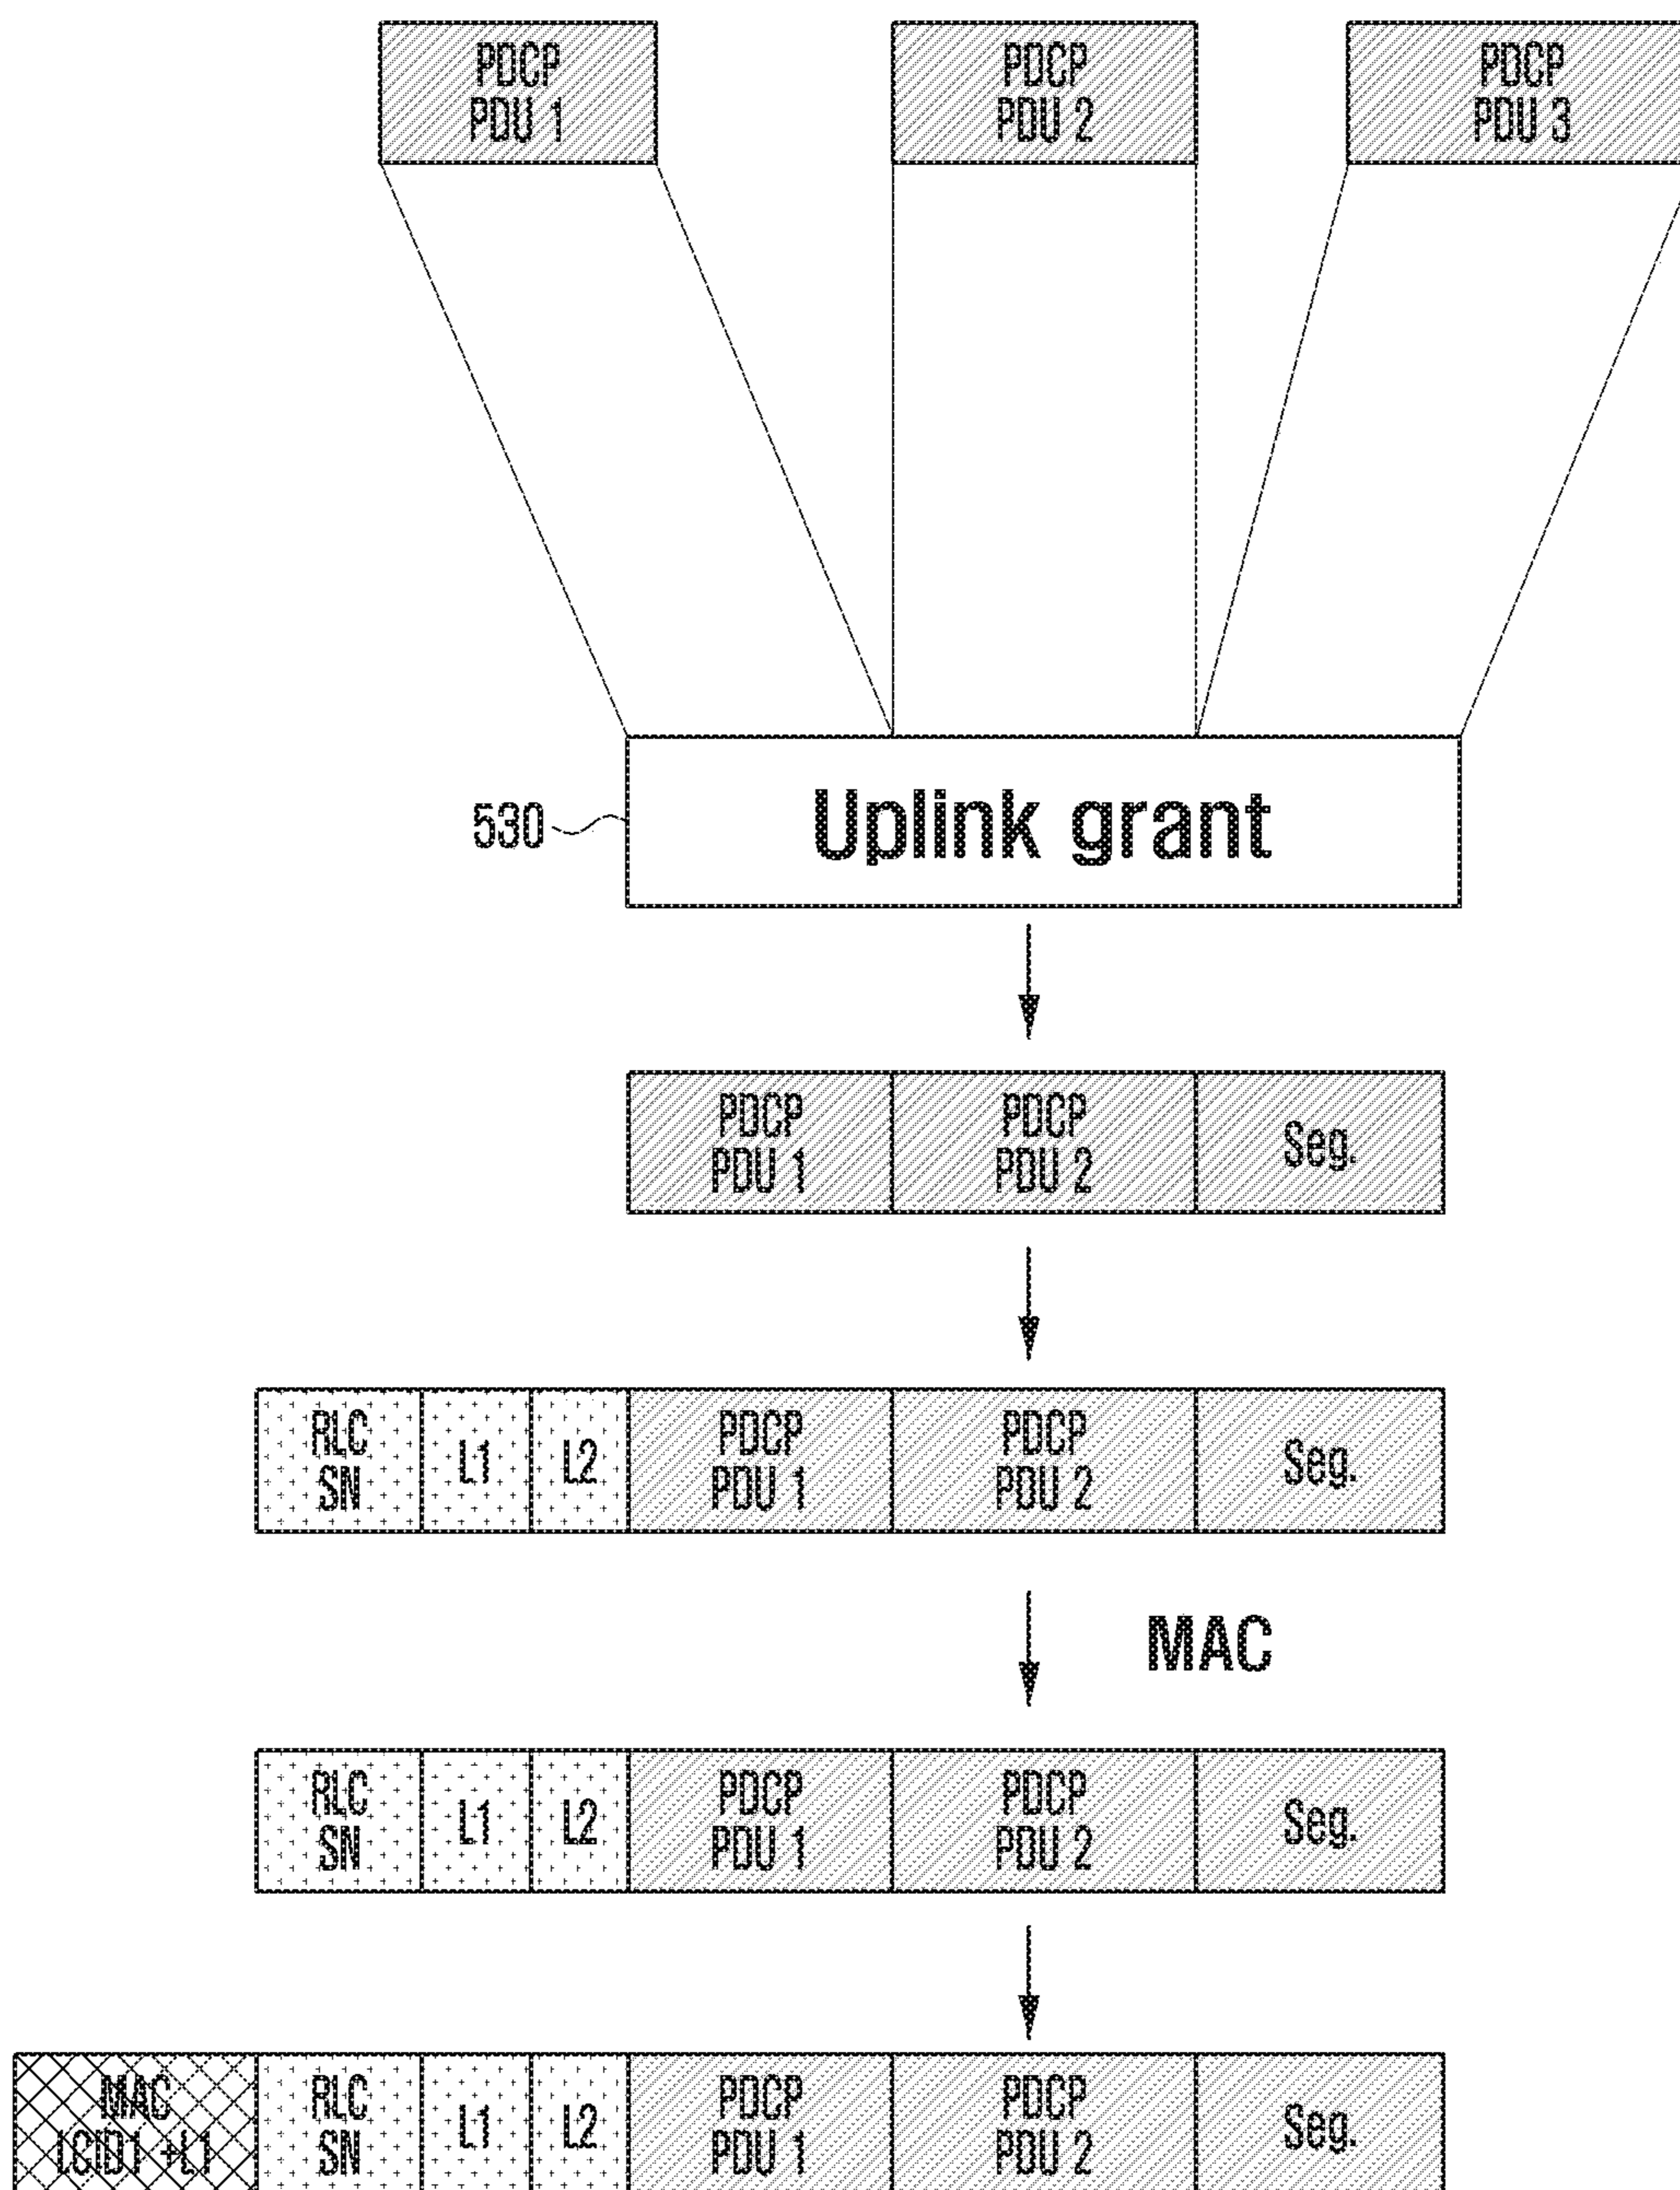 PDCP
PDU 1
PDCP
PDU 2
PDCP
PDU 3
530
Uplink grant
PDCP
PDU 1
PDCP
PDU 2
Seg.
RLC
SN
L1
L2
PDCP
PDU 1
PDCP
PDU 2
Seg.
MAC
RLC
SN
L1
L2
PDCP
PDU 1
PDCP
PDU 2
Seg.
MAC
LCID1 +L1
RLC
SN
L1
L2
PDCP
PDU 1
PDCP
PDU 2
Seg.